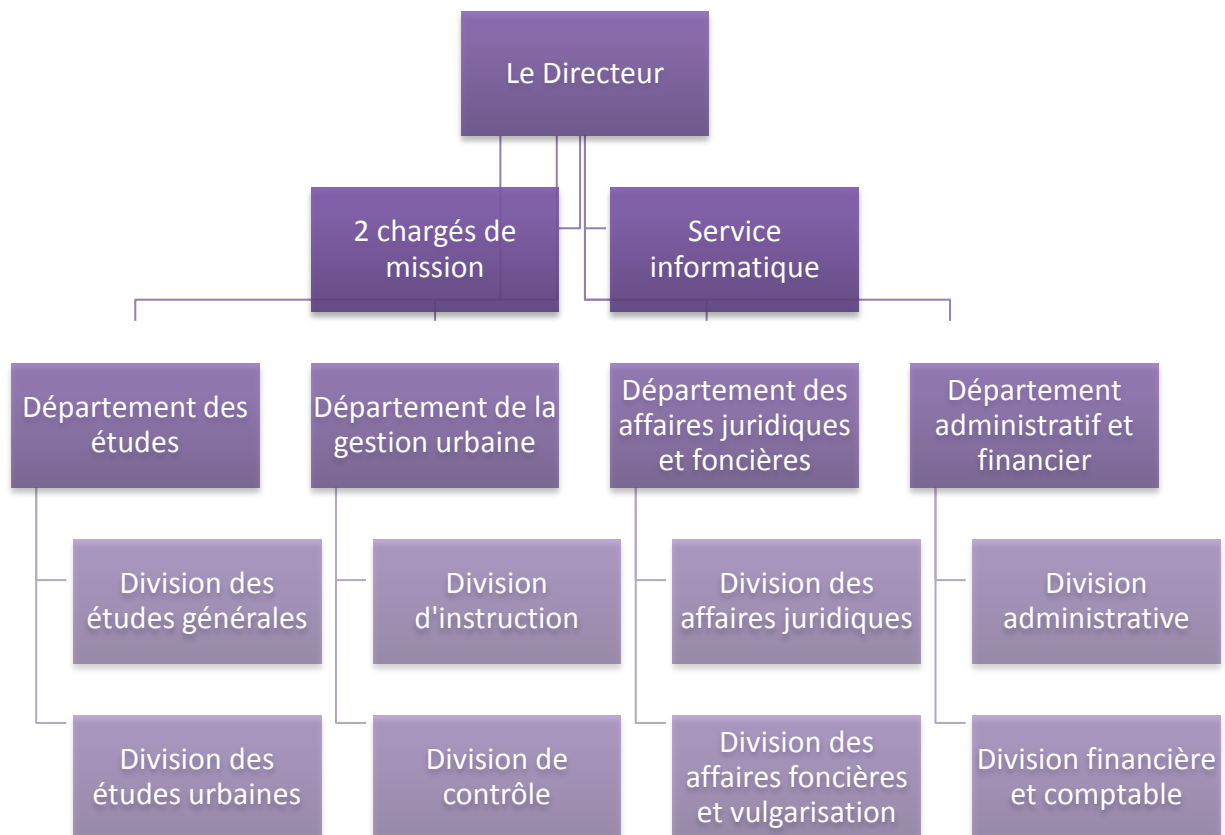 Le Directeur
2 chargés de
mission
Service
informatique
Département des
études
Département de la
gestion urbaine
Département des
affaires juridiques
et foncières
Département
administratif et
financier
Division des
études générales
Division
d'instruction
Division des
affaires juridiques
Division
administrative
Division des
études urbaines
Division de
contrôle
Division des
affaires foncières
et vulgarisation
Division financière
et comptable